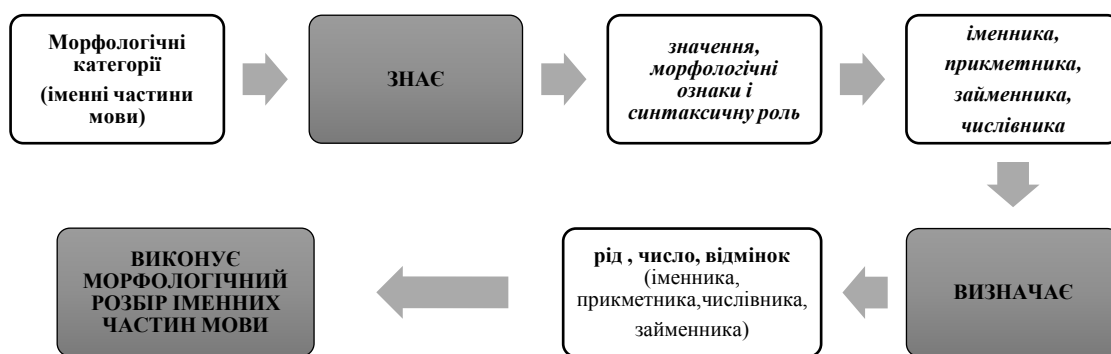 Морфологічні
категорії
(іменні частини
мови)
ЗНАЄ
значення,
морфологічні
ознаки і
синтаксичну роль
іменника,
прикметника,
займенника,
числівника
ВИЗНАЧАЄ
рід , число, відмінок
(іменника,
прикметника,числівника,
займенника)
ВИКОНУЄ
МОРФОЛОГІЧНИЙ
РОЗБІР ІМЕННИХ
ЧАСТИН МОВИ